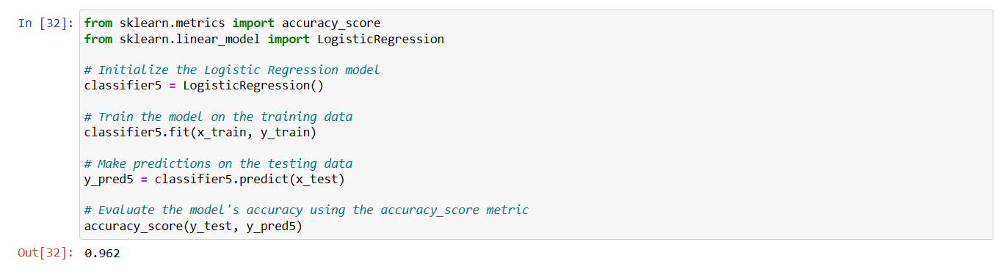 In [32]: from sklearn.metrics import accuracy_score
from sklearn.linear_model import LogisticRegression
# Initialize the Logistic Regression model
classifier5 = LogisticRegression()
# Train the model on the training data
classifier5.fit(x_train, y_train)
# Make predictions on the testing data
y_pred5 = classifier5.predict(x_test)
# Evaluate the model's accuracy using the accuracy_score metric
accuracy_score(y_test, y_pred5)
Out[32]: 0.962